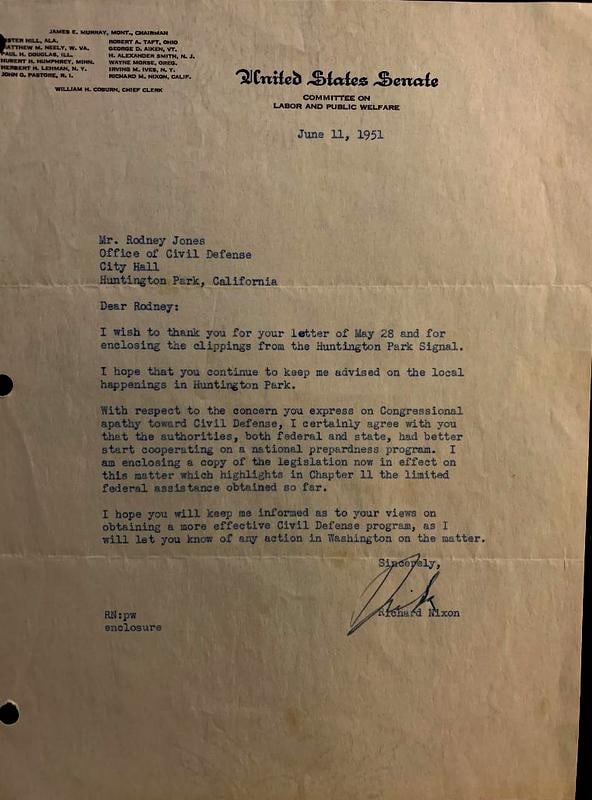 JAMES E. MURRAY, MONT., CHAIRMAN
LISTER HILL, ALA.
MATTHEW M. NEELY, W. VA.
PAUL H. DOUGLAS, ILL.
HUBERT H. HUMPHREY, MINN.
HERBERT H. LEHMAN, N. Y.
JOHN O. PASTORE, R. I.
ROBERT A. TAFT, OHIO
GEORGE D. AIKEN, VT.
H. ALEXANDER SMITH, N. J.
WAYNE MORSE, OREG.
IRVING M. IVES, N. Y.
RICHARD M. NIXON, CALIF.
WILLIAM H. COBURN, CHIEF CLERK
United States Senate
COMMITTEE ON
LABOR AND PUBLIC WELFARE
June 11, 1951
Mr. Rodney Jones
Office of Civil Defense
City Hall
Huntington Park, California
Dear Rodney:
I wish to thank you for your letter of May 28 and for
enclosing the clippings from the Huntington Park Signal.
I hope that you continue to keep me advised on the local
happenings in Huntington Park.
With respect to the concern you express on Congressional
apathy toward Civil Defense, I certainly agree with you
that the authorities, both federal and state, had better
start cooperating on a national prepardness program. I
am enclosing a copy of the legislation now in effect on
this matter which highlights in Chapter 11 the limited
federal assistance obtained so far.
I hope you will keep me informed as to your views on
obtaining a more effective Civil Defense program, as I
will let you know of any action in Washington on the matter.
Sincerely,
Dick
Richard Nixon
RN:pw
enclosure